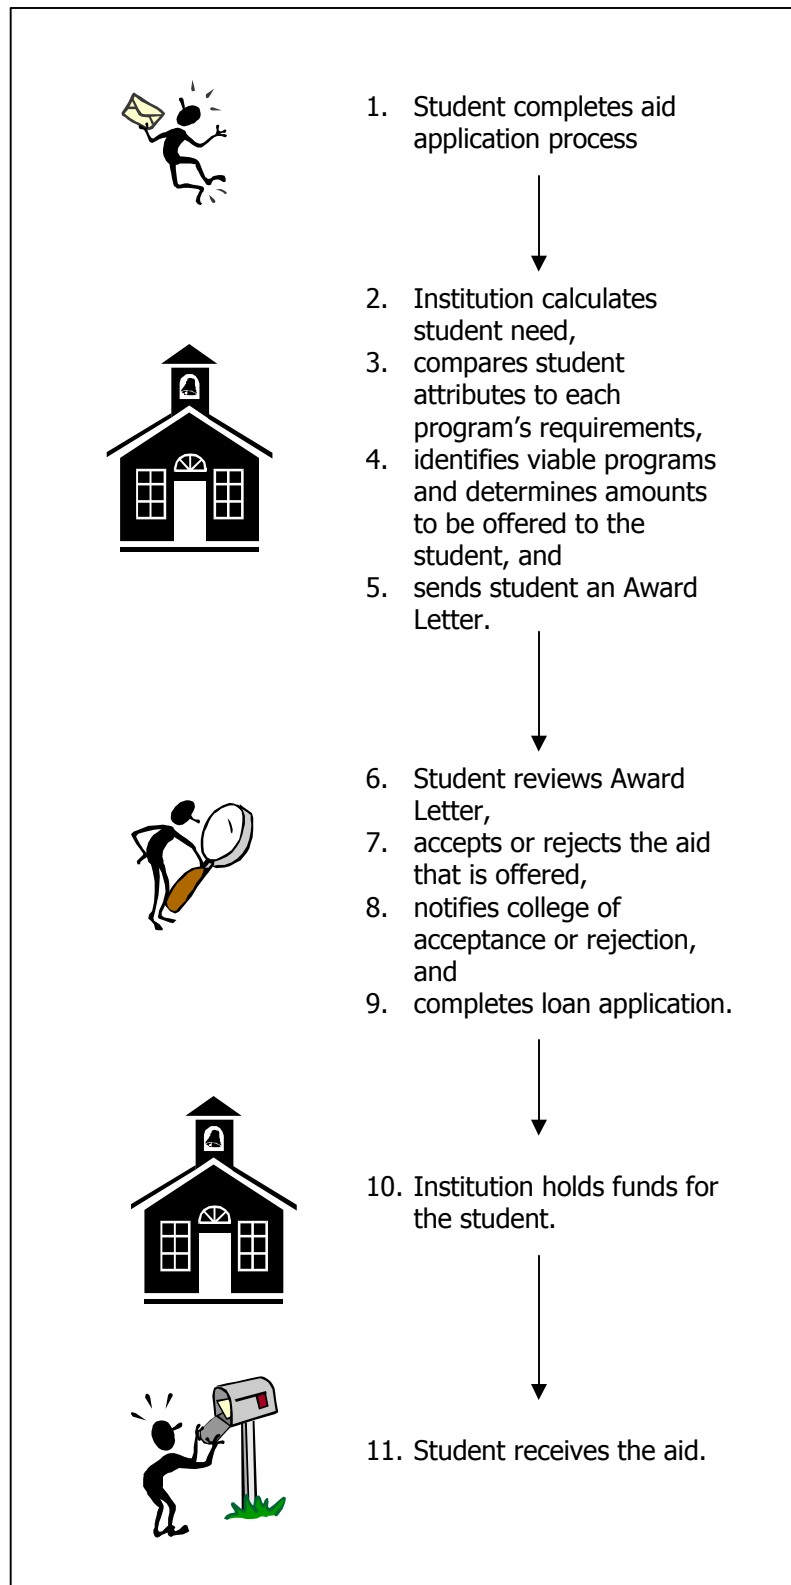 1. Student completes aid
application process
2. Institution calculates
student need,
3. compares student
attributes to each
program’s requirements,
4. identifies viable programs
and determines amounts
to be offered to the
student, and
5. sends student an Award
Letter.
6. Student reviews Award
Letter,
7. accepts or rejects the aid
that is offered,
8. notifies college of
acceptance or rejection,
and
9. completes loan application.
10. Institution holds funds for
the student.
11. Student receives the aid.